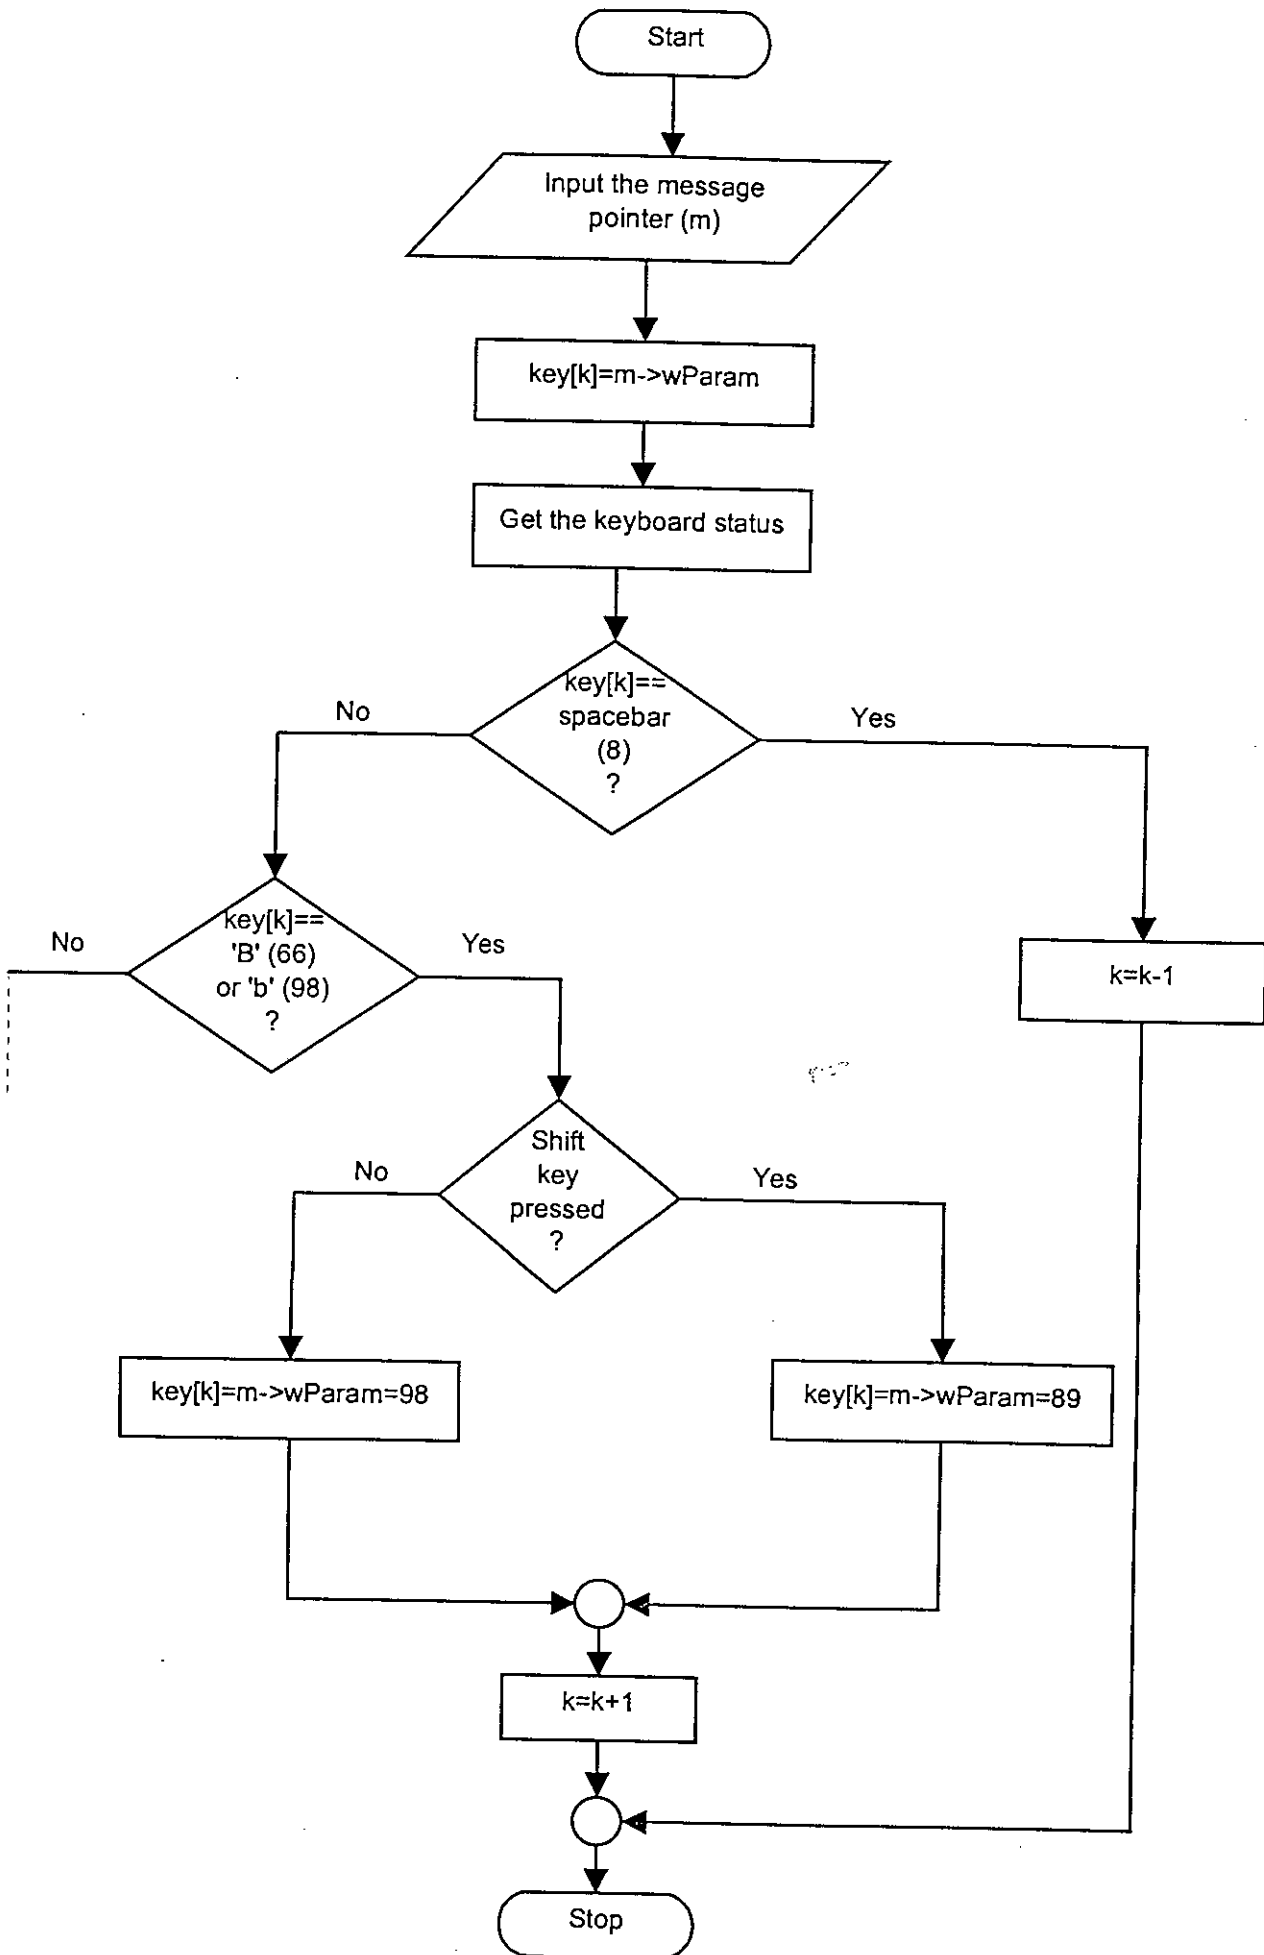 Start
Input the message
pointer (m)
key[k]=m->wParam
Get the keyboard status
key[k]==
spacebar
(8)
?
No
Yes
key[k]==
'B' (66)
or 'b' (98)
?
No
Yes
k=k-1
Shift
key
pressed
?
No
Yes
key[k]=m->wParam=98
key[k]=m->wParam=89
k=k+1
Stop